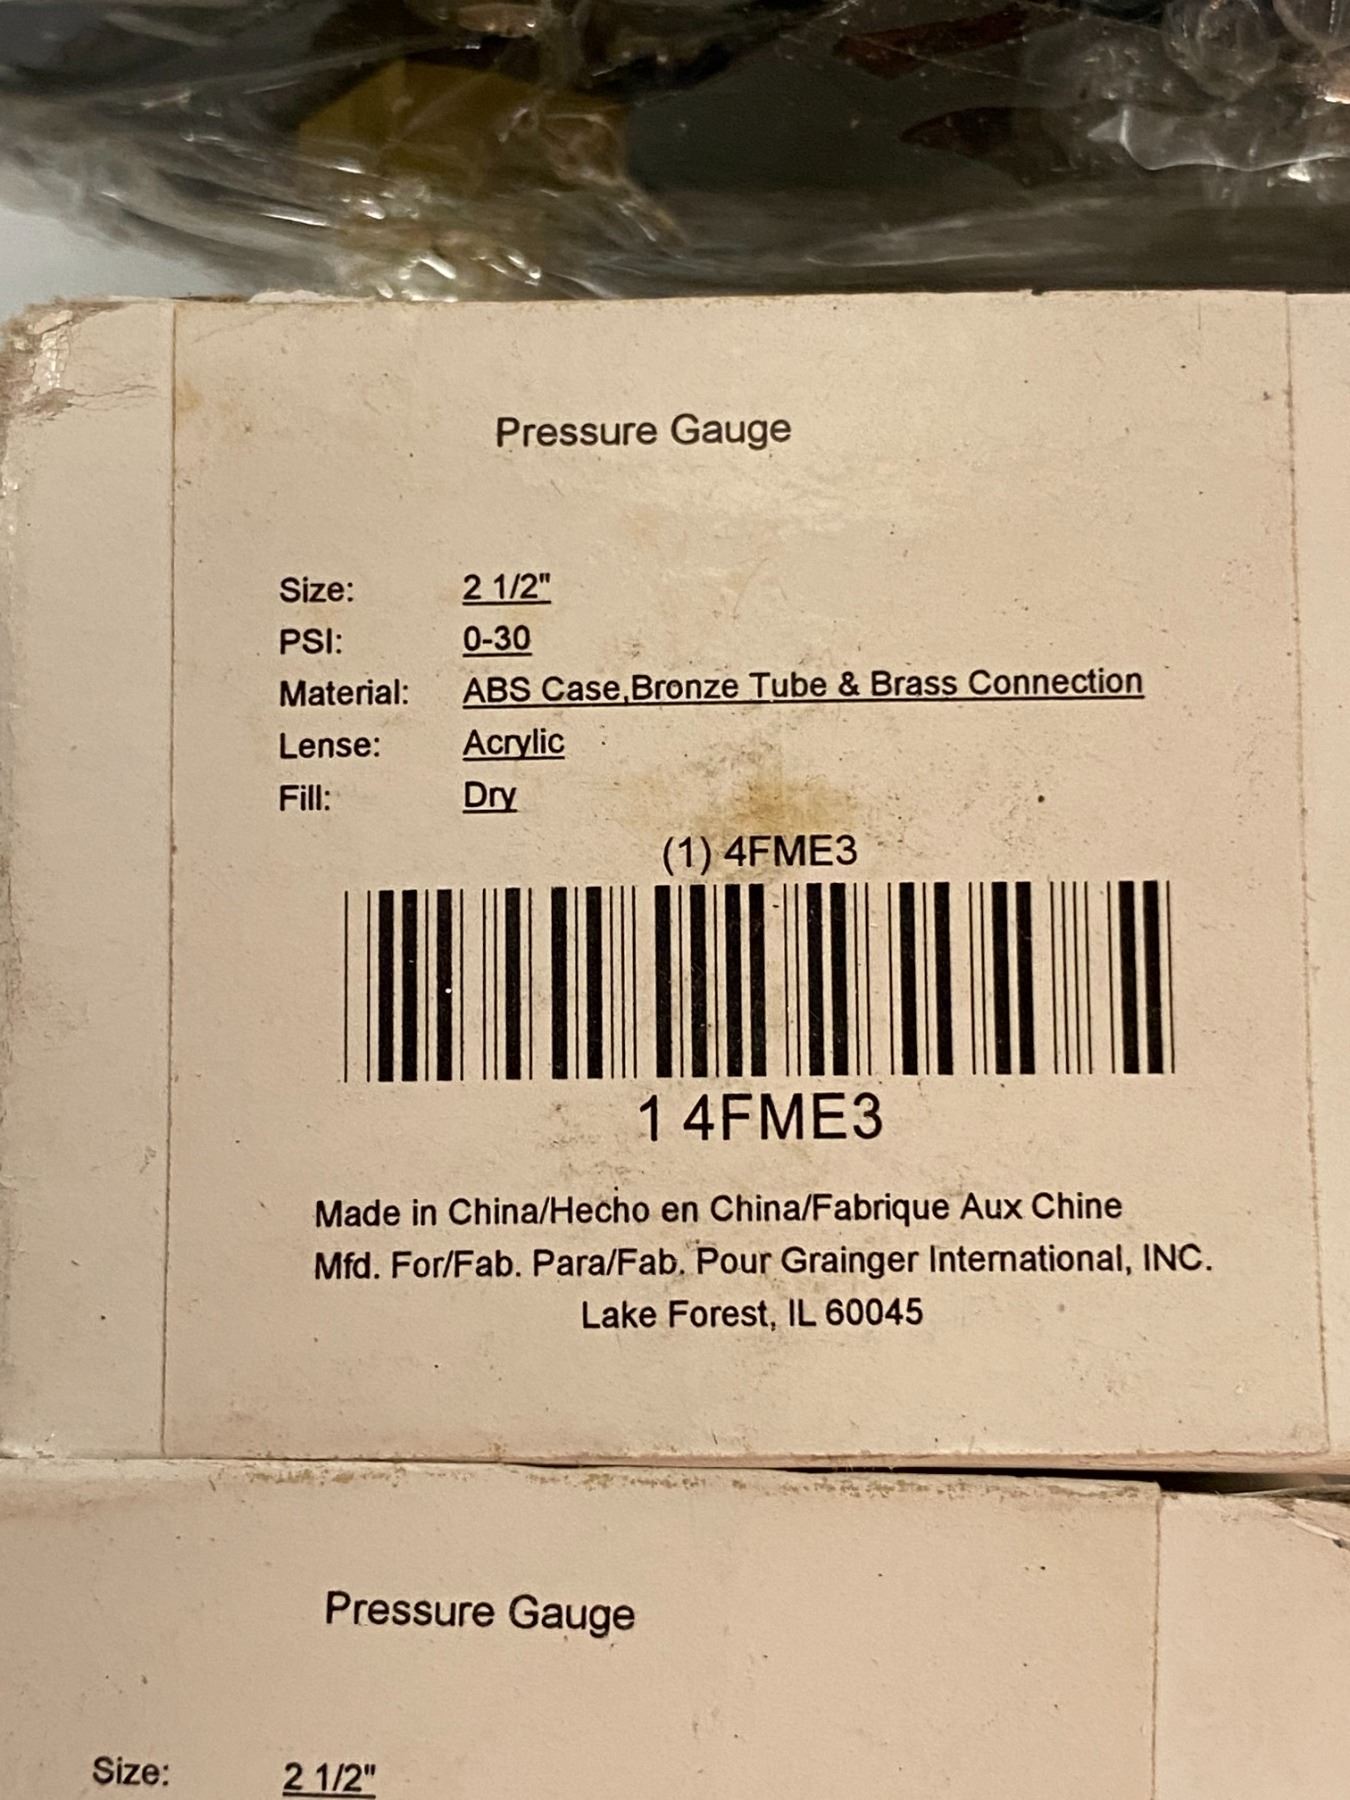 Pressure Gauge
Size: 2 1/2"
PSI: 0-30
Material: ABS Case,Bronze Tube & Brass Connection
Lense: Acrylic
Fill: Dry
(1) 4FME3
1 4FME3
Made in China/Hecho en China/Fabrique Aux Chine
Mfd. For/Fab. Para/Fab. Pour Grainger International, INC.
Lake Forest, IL 60045
Pressure Gauge
Size: 2 1/2"